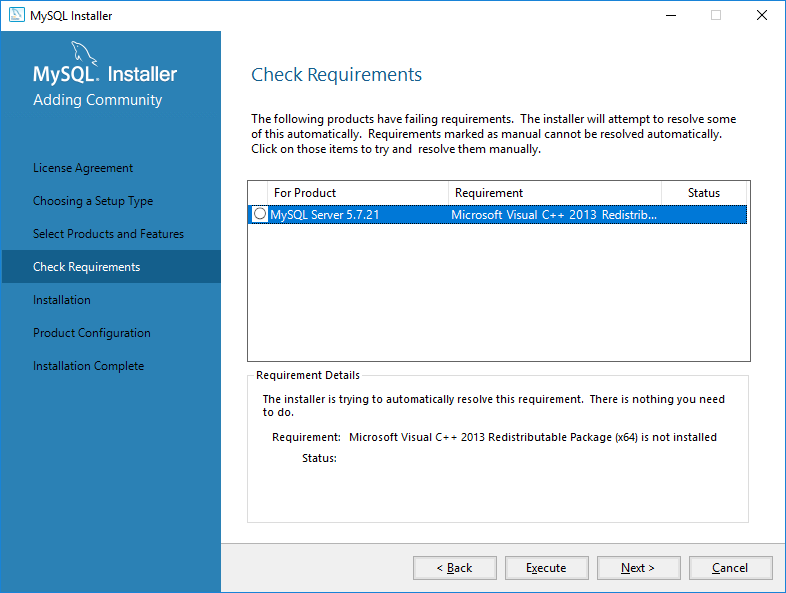 MySQL Installer
MySQL. Installer
Adding Community
License Agreement
Choosing a Setup Type
Select Products and Features
Check Requirements
Installation
Product Configuration
Installation Complete
Check Requirements
The following products have failing requirements. The installer will attempt to resolve some
of this automatically. Requirements marked as manual cannot be resolved automatically.
Click on those items to try and resolve them manually.
For Product Requirement Status
MySQL Server 5.7.21 Microsoft Visual C++ 2013 Redistrib...
Requirement Details
The installer is trying to automatically resolve this requirement. There is nothing you need
to do.
Requirement: Microsoft Visual C++ 2013 Redistributable Package (x64) is not installed
Status:
< Back Execute Next > Cancel